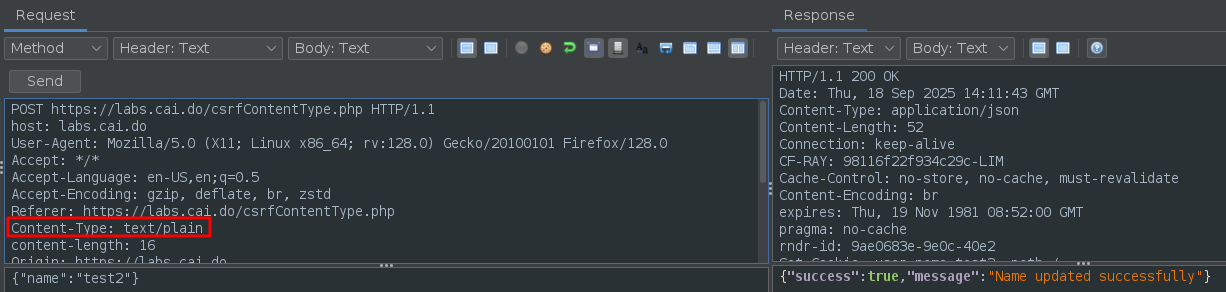 Request
Method Header: Text Body: Text
Send
POST https://labs.cai.do/csrfContentType.php HTTP/1.1
host: labs.cai.do
User-Agent: Mozilla/5.0 (X11; Linux x86_64; rv:128.0) Gecko/20100101 Firefox/128.0
Accept: */*
Accept-Language: en-US,en;q=0.5
Accept-Encoding: gzip, deflate, br, zstd
Referer: https://labs.cai.do/csrfContentType.php
Content-Type: text/plain
content-length: 16
Origin: https://labs.cai.do
{"name":"test2"}
Response
Header: Text Body: Text
HTTP/1.1 200 OK
Date: Thu, 18 Sep 2025 14:11:43 GMT
Content-Type: application/json
Content-Length: 52
Connection: keep-alive
CF-RAY: 98116f22f934c29c-LIM
Cache-Control: no-store, no-cache, must-revalidate
Content-Encoding: br
expires: Thu, 19 Nov 1981 08:52:00 GMT
pragma: no-cache
rndr-id: 9ae0683e-9e0c-40e2
{"success":true,"message":"Name updated successfully"}